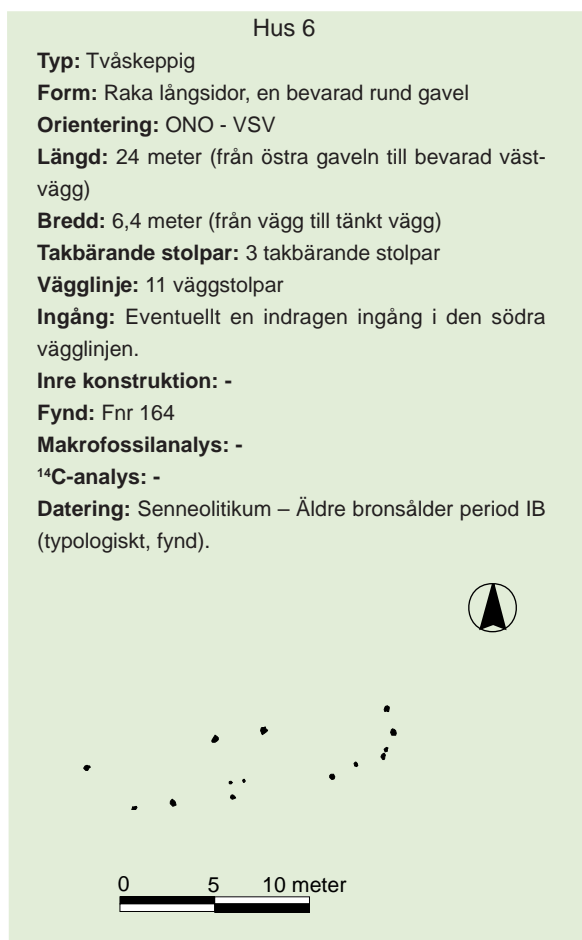 Hus 6
Typ: Tvåskeppig
Form: Raka långsidor, en bevarad rund gavel
Orientering: ONO - VSV
Längd: 24 meter (från östra gaveln till bevarad väst-
vägg)
Bredd: 6,4 meter (från vägg till tänkt vägg)
Takbärande stolpar: 3 takbärande stolpar
Vägglinje: 11 väggstolpar
Ingång: Eventuellt en indragen ingång i den södra
vägglinjen.
Inre konstruktion: -
Fynd: Fnr 164
Makrofossilanalys: -
¹⁴C-analys: -
Datering: Senneolitikum – Äldre bronsålder period IB
(typologiskt, fynd).
0 5 10 meter